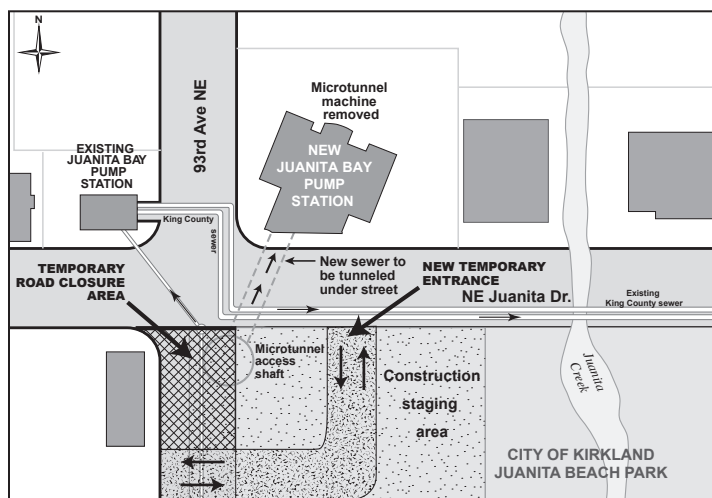 N
93rd Ave NE
Microtunnel
machine
removed
EXISTING
JUANITA BAY
PUMP
STATION
NEW
JUANITA BAY
PUMP
STATION
King County
sewer
TEMPORARY
ROAD CLOSURE
AREA
New sewer to
be tunneled
under street
NEW TEMPORARY
ENTRANCE
NE Juanita Dr.
Existing
King County sewer
Microtunnel
access
shaft
Construction
staging
area
Juanita
Creek
CITY OF KIRKLAND
JUANITA BEACH PARK